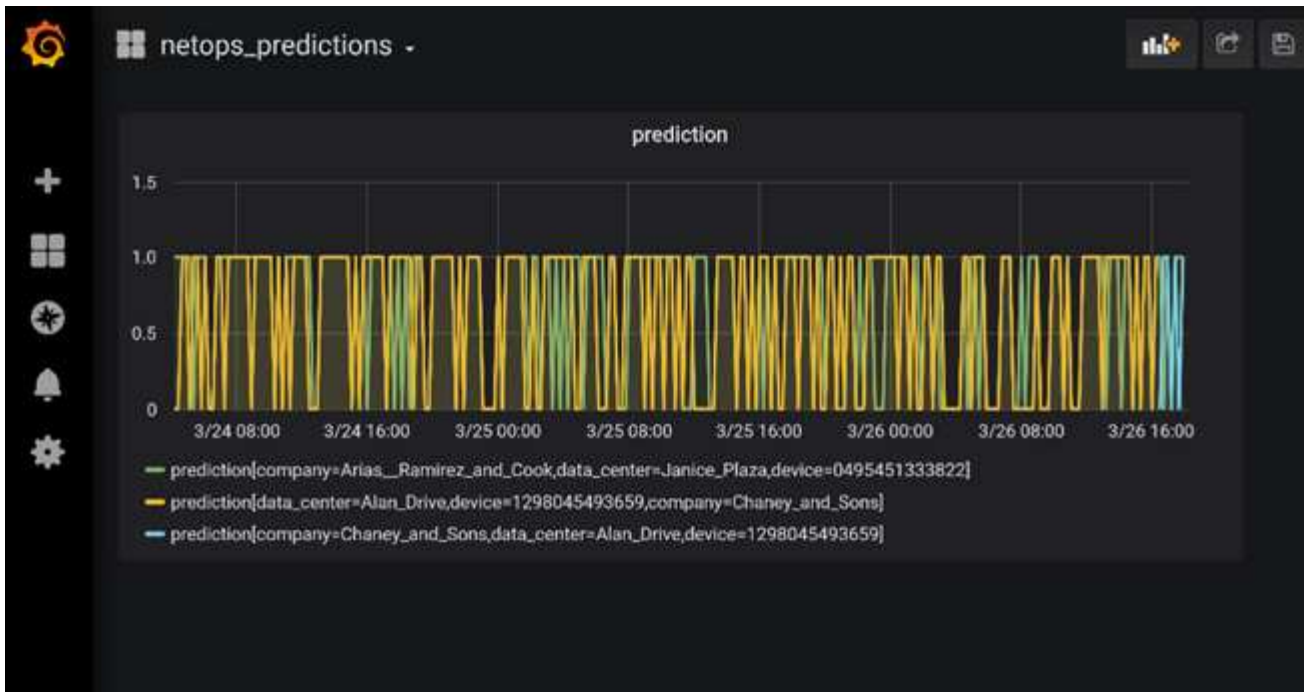 netops_predictions
prediction
1.5
1.0
0.5
0
3/24 08:00 3/24 16:00 3/25 00:00 3/25 08:00 3/25 16:00 3/26 00:00 3/26 08:00 3/26 16:00
prediction[company=Arias__Ramirez_and_Cook,data_center=Janice_Plaza,device=0495451333822]
prediction[data_center=Alan_Drive,device=1298045493659,company=Chaney_and_Sons]
prediction[company=Chaney_and_Sons,data_center=Alan_Drive,device=1298045493659]